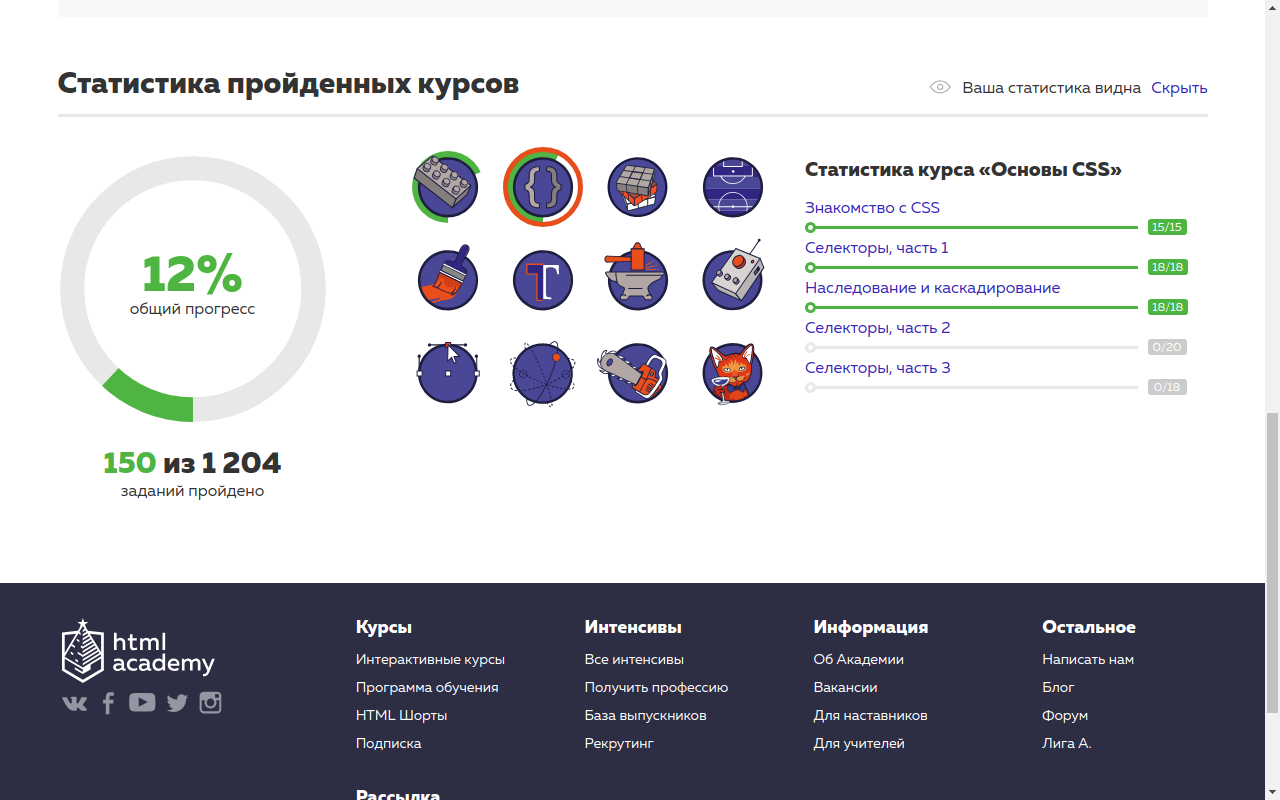 Статистика пройденных курсов
Ваша статистика видна Скрыть
12%
общий прогресс
150 из 1 204
заданий пройдено
Статистика курса «Основы CSS»
Знакомство с CSS
15/15
Селекторы, часть 1
18/18
Наследование и каскадирование
18/18
Селекторы, часть 2
0/20
Селекторы, часть 3
0/18
html
academy
Курсы
Интерактивные курсы
Программа обучения
HTML Шорты
Подписка
Интенсивы
Все интенсивы
Получить профессию
База выпускников
Рекрутинг
Информация
Об Академии
Вакансии
Для наставников
Для учителей
Остальное
Написать нам
Блог
Форум
Лига А.
Рассылка